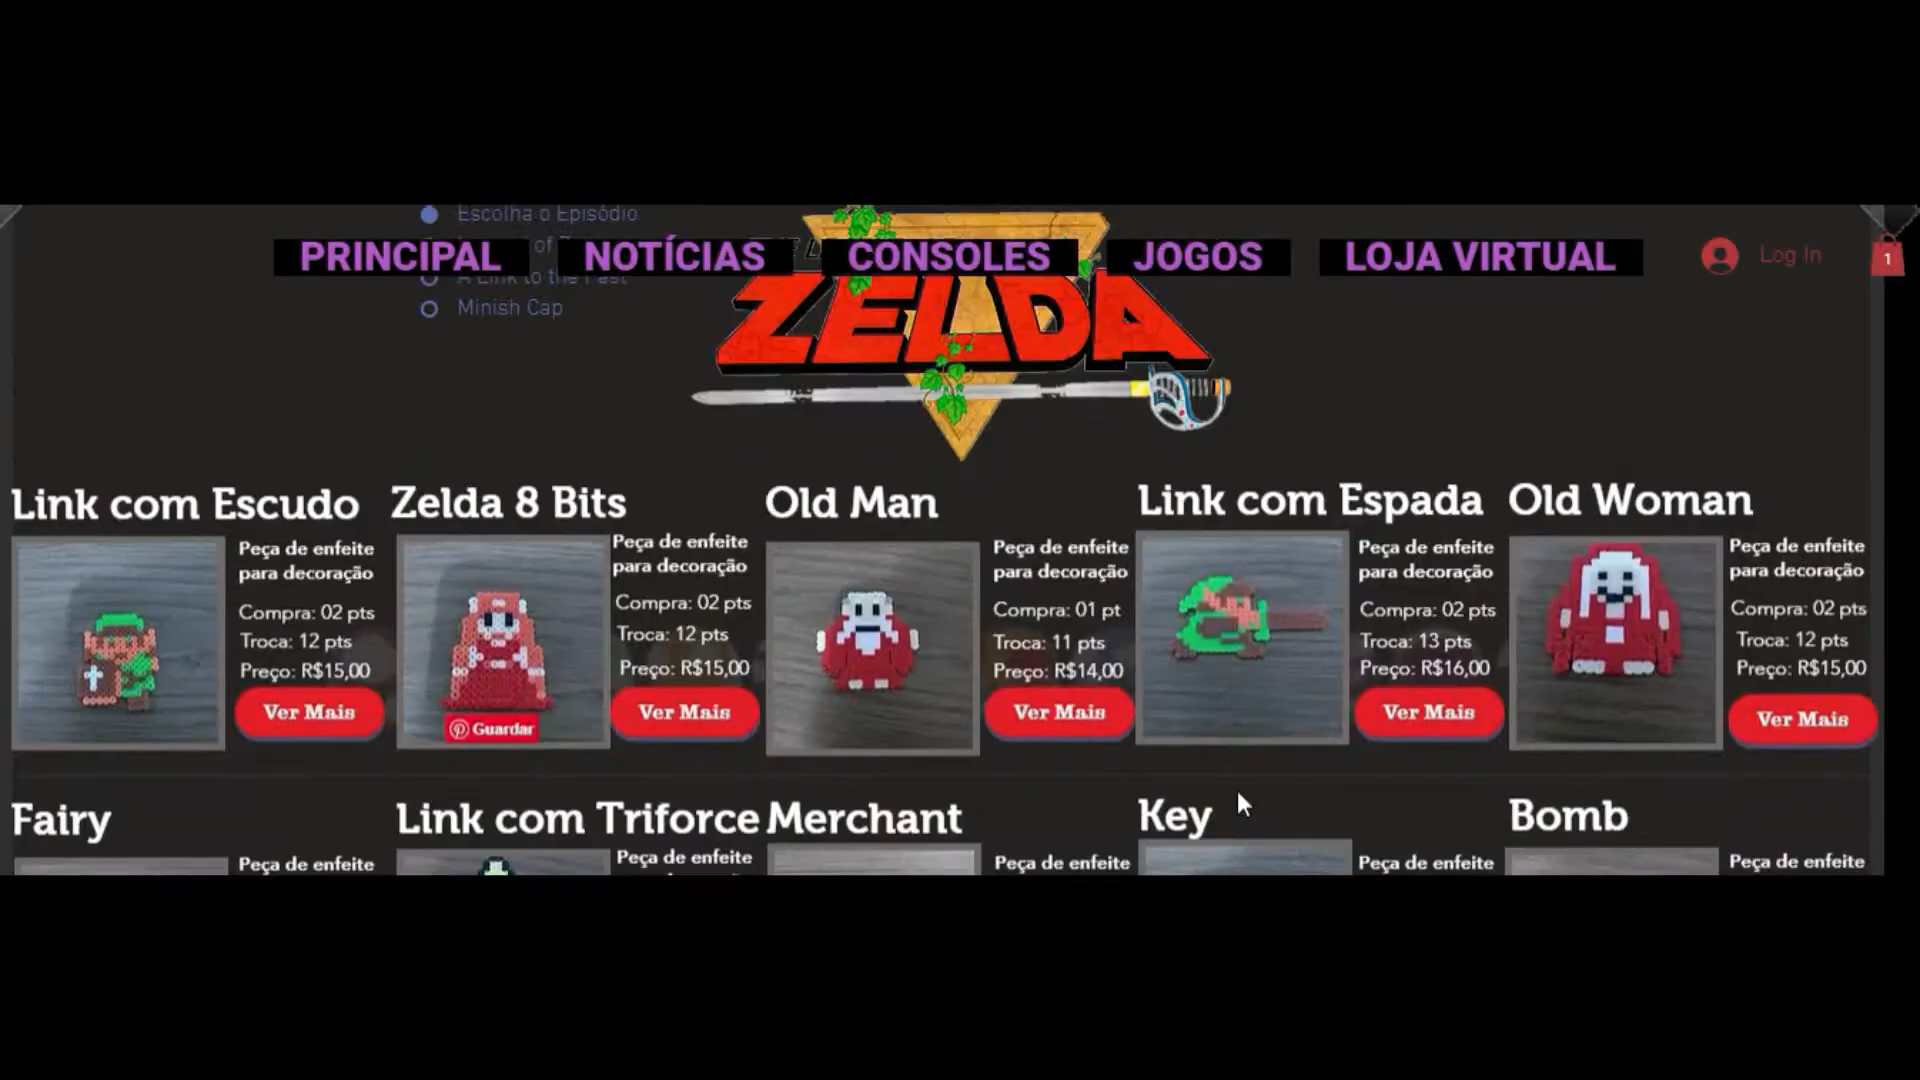 Escolha o Episódio
PRINCIPAL
NOTÍCIAS
CONSOLES
JOGOS
LOJA VIRTUAL
Log In
1
of
A Link to the Past
Minish Cap
ZELDA
Link com Escudo
Peça de enfeite
para decoração
Compra: 02 pts
Troca: 12 pts
Preço: R$15,00
Ver Mais
Zelda 8 Bits
Peça de enfeite
para decoração
Compra: 02 pts
Troca: 12 pts
Preço: R$15,00
Guardar
Ver Mais
Old Man
Peça de enfeite
para decoração
Compra: 01 pt
Troca: 11 pts
Preço: R$14,00
Ver Mais
Link com Espada
Peça de enfeite
para decoração
Compra: 02 pts
Troca: 13 pts
Preço: R$16,00
Ver Mais
Old Woman
Peça de enfeite
para decoração
Compra: 02 pts
Troca: 12 pts
Preço: R$15,00
Ver Mais
Fairy
Peça de enfeite
Link com Triforce
Peça de enfeite
Merchant
Peça de enfeite
Key
Peça de enfeite
Bomb
Peça de enfeite